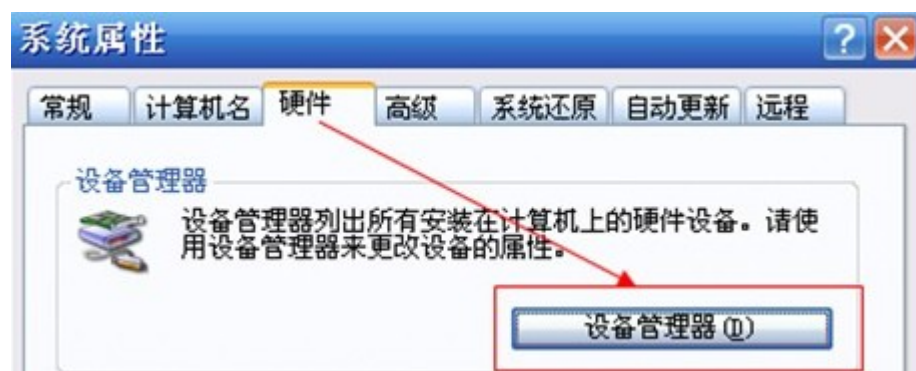 系统属性
常规 计算机名 硬件 高级 系统还原 自动更新 远程
设备管理器
设备管理器列出所有安装在计算机上的硬件设备。请使
用设备管理器来更改设备的属性。
设备管理器(D)